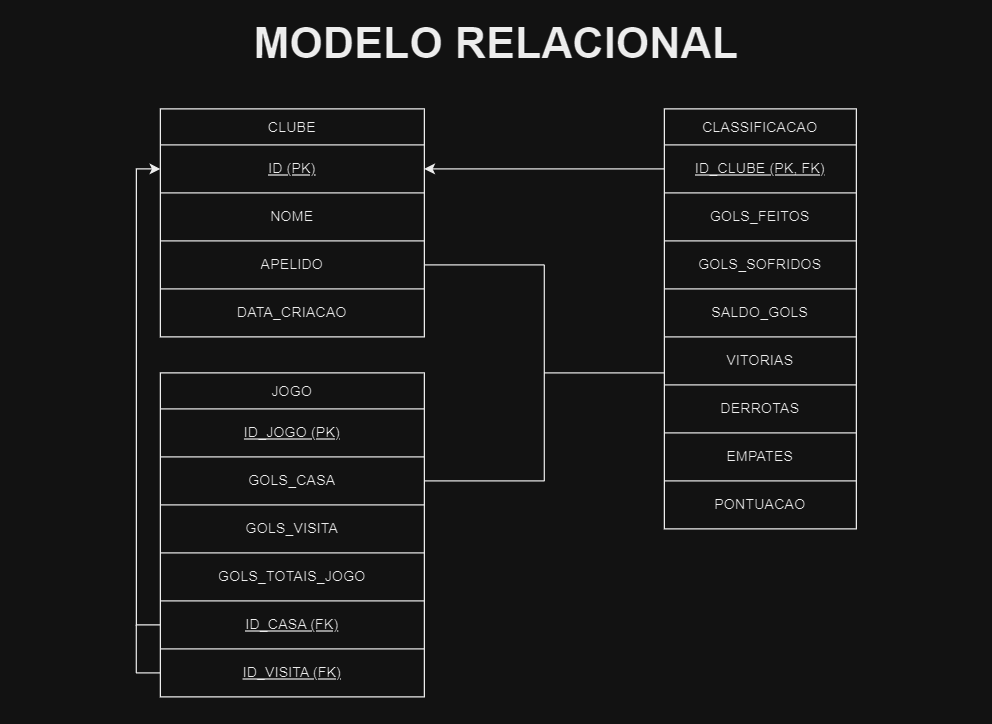 MODELO RELACIONAL
CLUBE
ID (PK)
NOME
APELIDO
DATA_CRIACAO
JOGO
ID_JOGO (PK)
GOLS_CASA
GOLS_VISITA
GOLS_TOTAIS_JOGO
ID_CASA (FK)
ID_VISITA (FK)
CLASSIFICACAO
ID_CLUBE (PK, FK)
GOLS_FEITOS
GOLS_SOFRIDOS
SALDO_GOLS
VITORIAS
DERROTAS
EMPATES
PONTUACAO